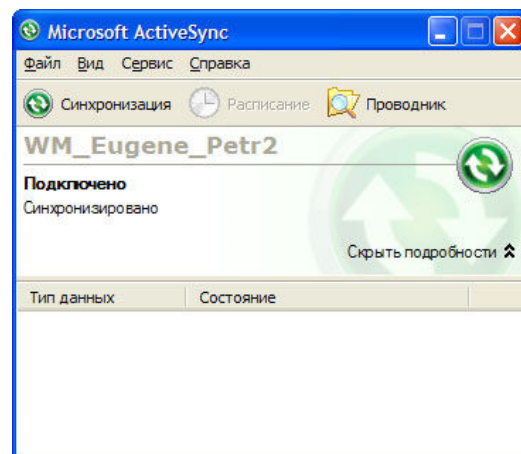 Microsoft ActiveSync
Файл Вид Сервис Справка
Синхронизация Расписание Проводник
WM_Eugene_Petr2
Подключено
Синхронизировано
Скрыть подробности
Тип данных Состояние